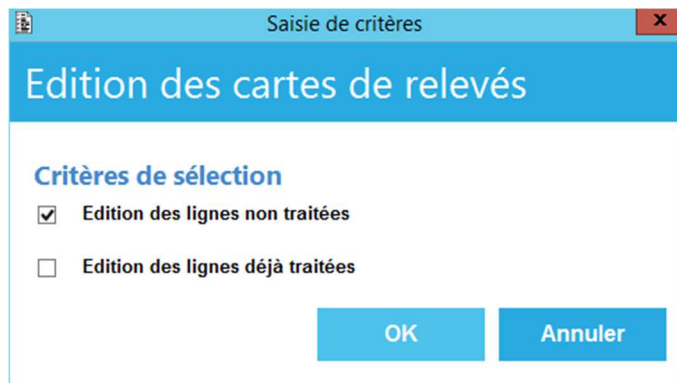 Saisie de critères
x
Edition des cartes de relevés
Critères de sélection
Edition des lignes non traitées
Edition des lignes déjà traitées
OK Annuler